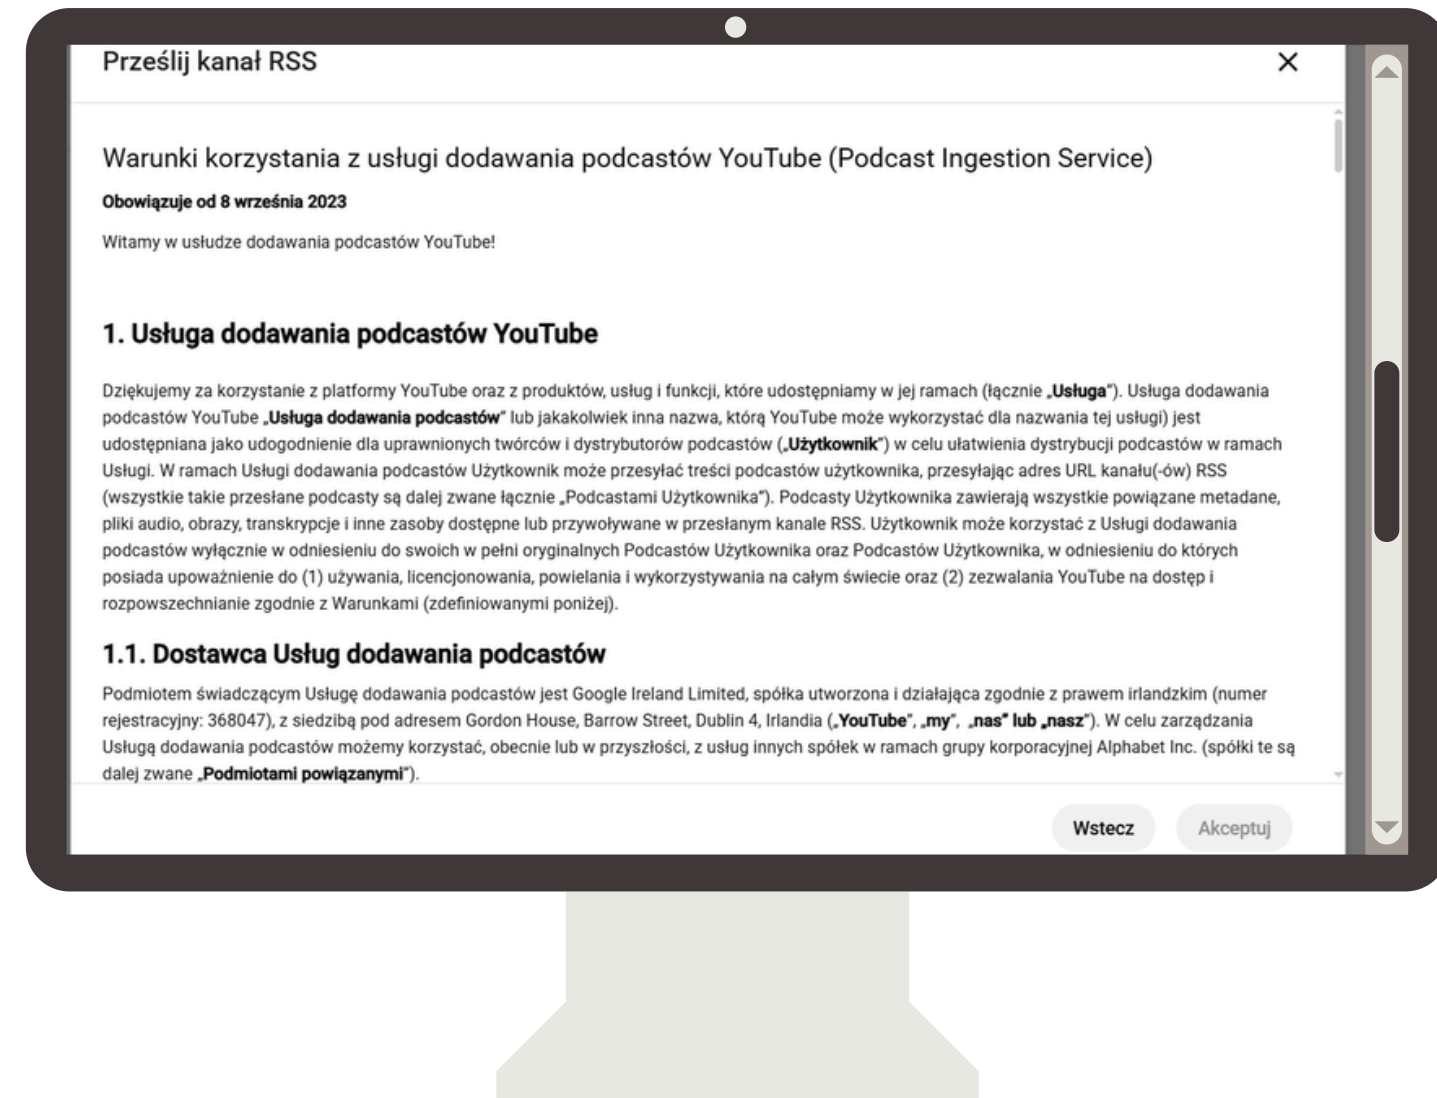 Prześlij kanał RSS
Warunki korzystania z usługi dodawania podcastów YouTube (Podcast Ingestion Service)
Obowiązuje od 8 września 2023
Witamy w usłudze dodawania podcastów YouTube!
1. Usługa dodawania podcastów YouTube
Dziękujemy za korzystanie z platformy YouTube oraz z produktów, usług i funkcji, które udostępniamy w jej ramach (łącznie „Usługa”). Usługa dodawania
podcastów YouTube „Usługa dodawania podcastów” lub jakakolwiek inna nazwa, którą YouTube może wykorzystać dla nazwania tej usługi) jest
udostępniana jako udogodnienie dla uprawnionych twórców i dystrybutorów podcastów („Użytkownik”) w celu ułatwienia dystrybucji podcastów w ramach
Usługi. W ramach Usługi dodawania podcastów Użytkownik może przesyłać treści podcastów użytkownika, przesyłając adres URL kanału(-ów) RSS
(wszystkie takie przesłane podcasty są dalej zwane łącznie „Podcastami Użytkownika”). Podcasty Użytkownika zawierają wszystkie powiązane metadane,
pliki audio, obrazy, transkrypcje i inne zasoby dostępne lub przywoływane w przesłanym kanale RSS. Użytkownik może korzystać z Usługi dodawania
podcastów wyłącznie w odniesieniu do swoich w pełni oryginalnych Podcastów Użytkownika oraz Podcastów Użytkownika, w odniesieniu do których
posiada upoważnienie do (1) używania, licencjonowania, powielania i wykorzystywania na całym świecie oraz (2) zezwalania YouTube na dostęp i
rozpowszechnianie zgodnie z Warunkami (zdefiniowanymi poniżej).
1.1. Dostawca Usług dodawania podcastów
Podmiotem świadczącym Usługę dodawania podcastów jest Google Ireland Limited, spółka utworzona i działająca zgodnie z prawem irlandzkim (numer
rejestracyjny: 368047), z siedzibą pod adresem Gordon House, Barrow Street, Dublin 4, Irlandia („YouTube”, „my”, „nas” lub „nasz”). W celu zarządzania
Usługą dodawania podcastów możemy korzystać, obecnie lub w przyszłości, z usług innych spółek w ramach grupy korporacyjnej Alphabet Inc. (spółki te są
dalej zwane „Podmiotami powiązanymi”).
Wstecz
Akceptuj